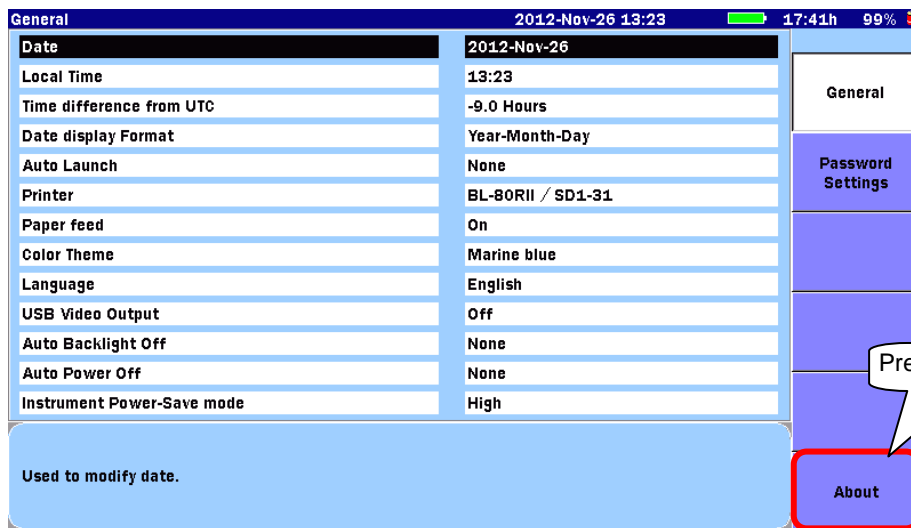 General 2012-Nov-26 13:23 17:41h 99%
Date 2012-Nov-26
Local Time 13:23
Time difference from UTC -9.0 Hours
Date display Format Year-Month-Day
Auto Launch None
Printer BL-80RII / SD1-31
Paper feed On
Color Theme Marine blue
Language English
USB Video Output Off
Auto Backlight Off None
Auto Power Off None
Instrument Power-Save mode High
Used to modify date.
General
Password
Settings
Pre
About